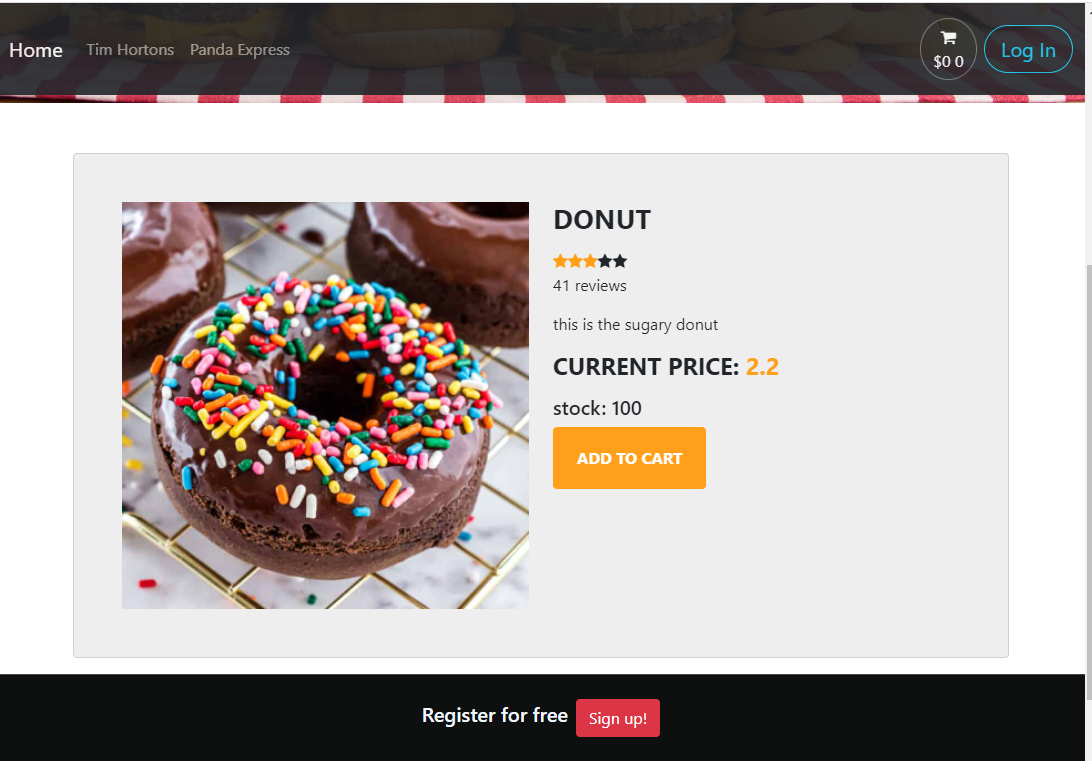 Home Tim Hortons Panda Express
$0 0
Log In
DONUT
41 reviews
this is the sugary donut
CURRENT PRICE: 2.2
stock: 100
ADD TO CART
Register for free Sign up!